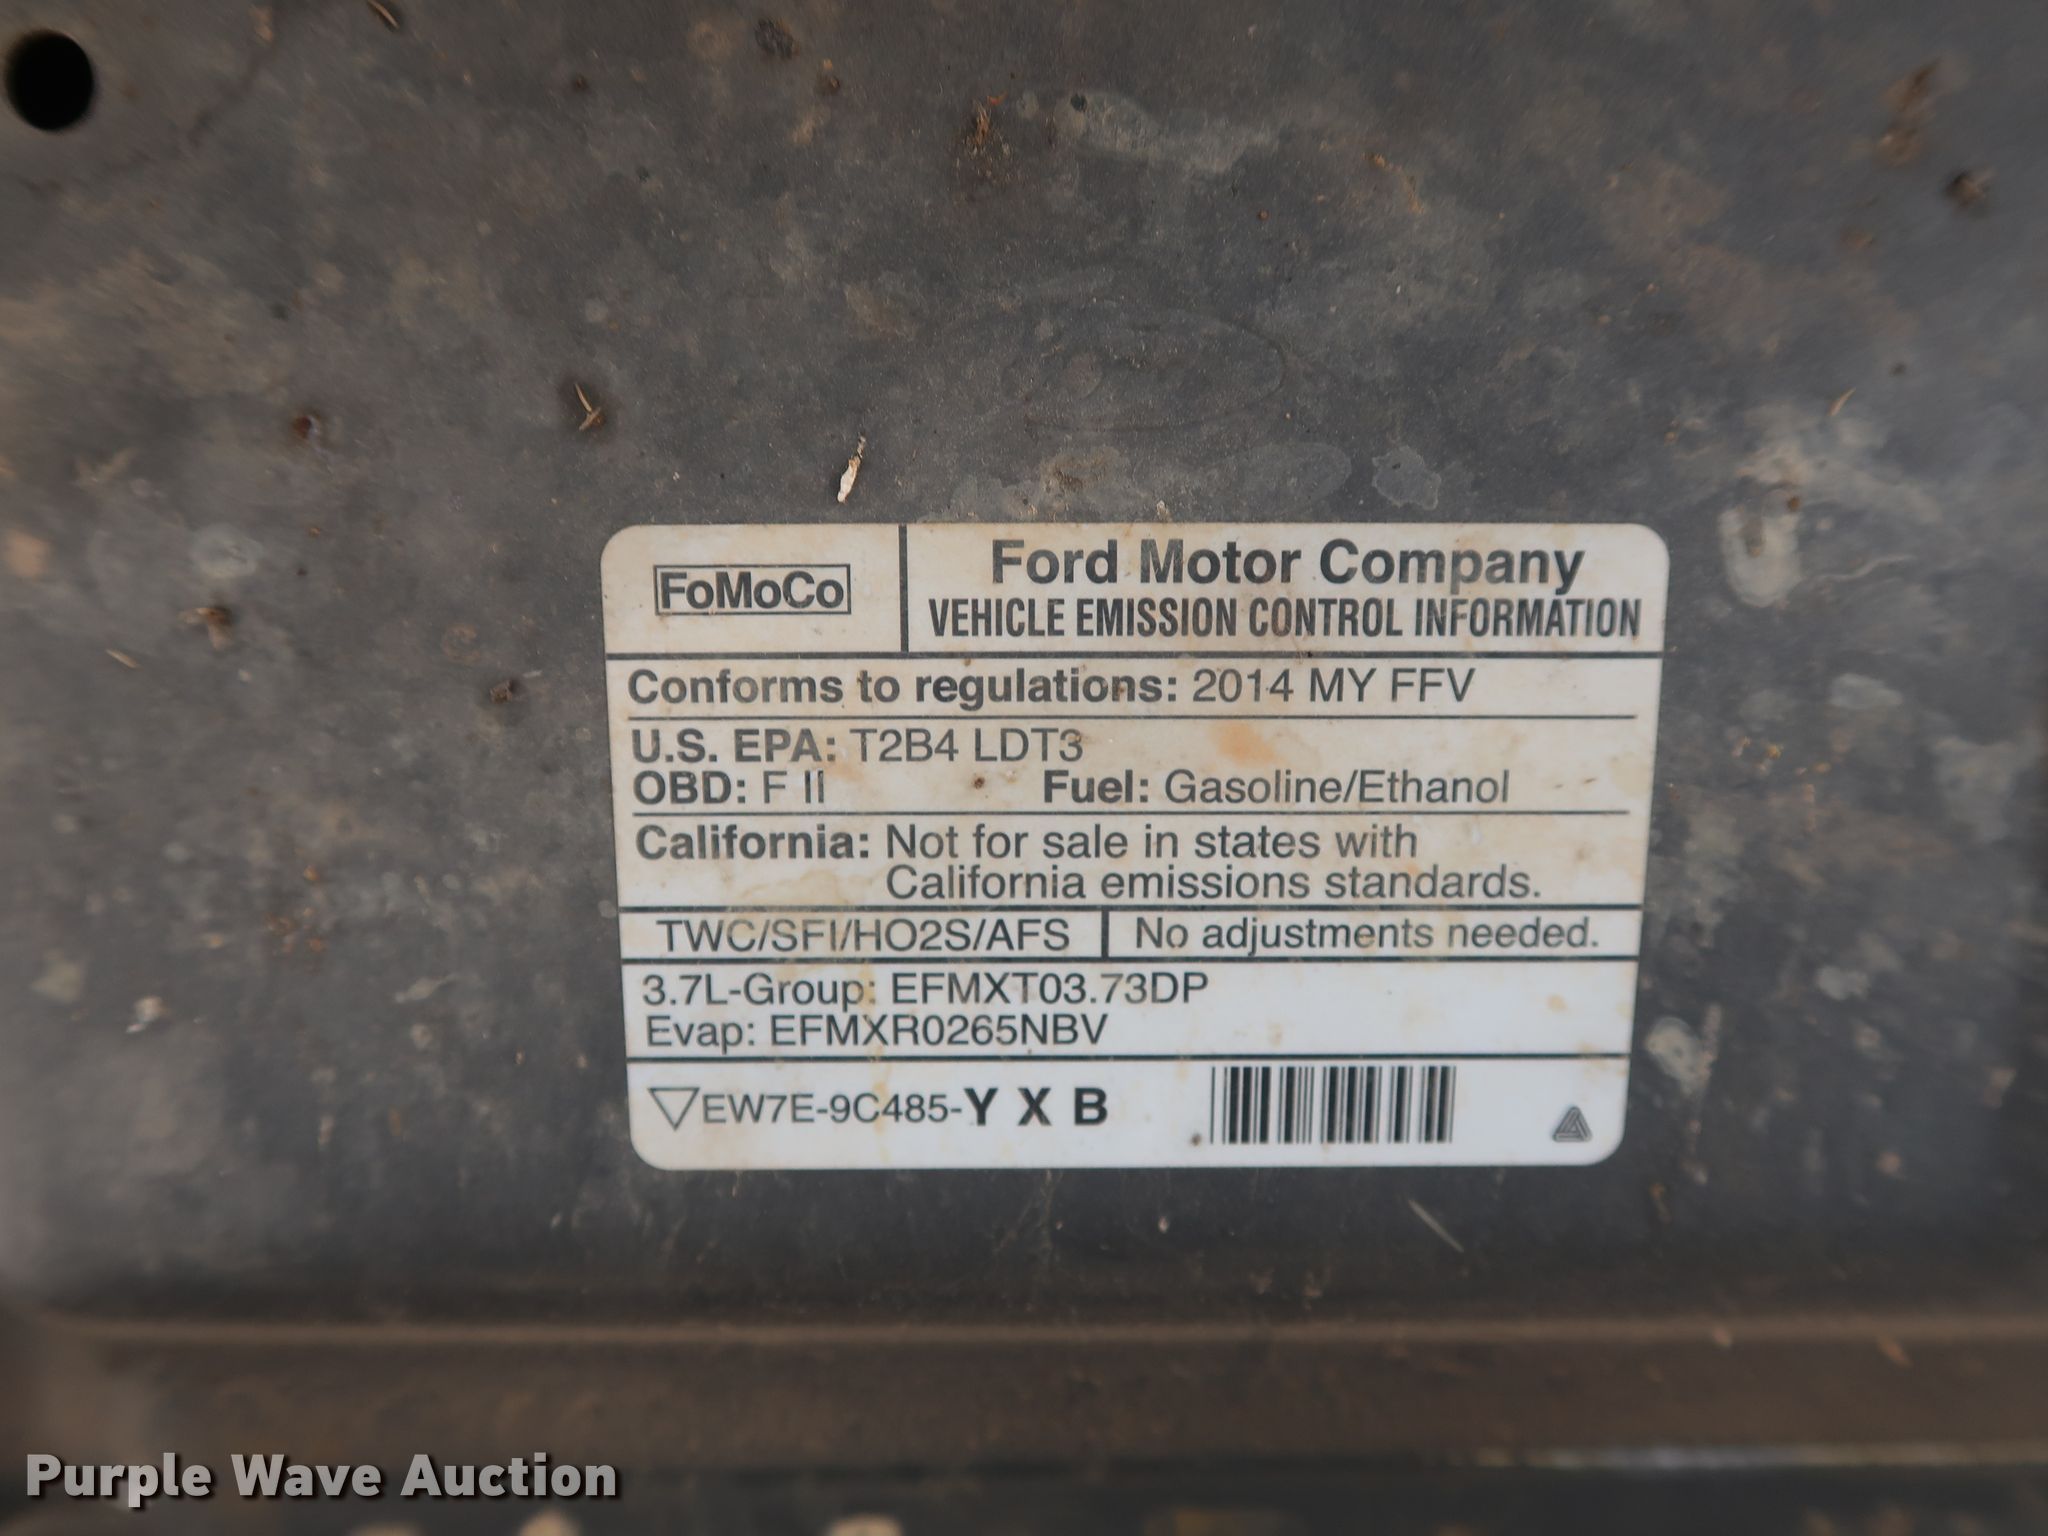 FoMoCo
Ford Motor Company
VEHICLE EMISSION CONTROL INFORMATION
Conforms to regulations: 2014 MY FFV
U.S. EPA: T2B4 LDT3
OBD: F II Fuel: Gasoline/Ethanol
California: Not for sale in states with
California emissions standards.
TWC/SFI/HO2S/AFS No adjustments needed.
3.7L-Group: EFMXT03.73DP
Evap: EFMXR0265NBV
EW7E-9C485-Y X B
Purple Wave Auction